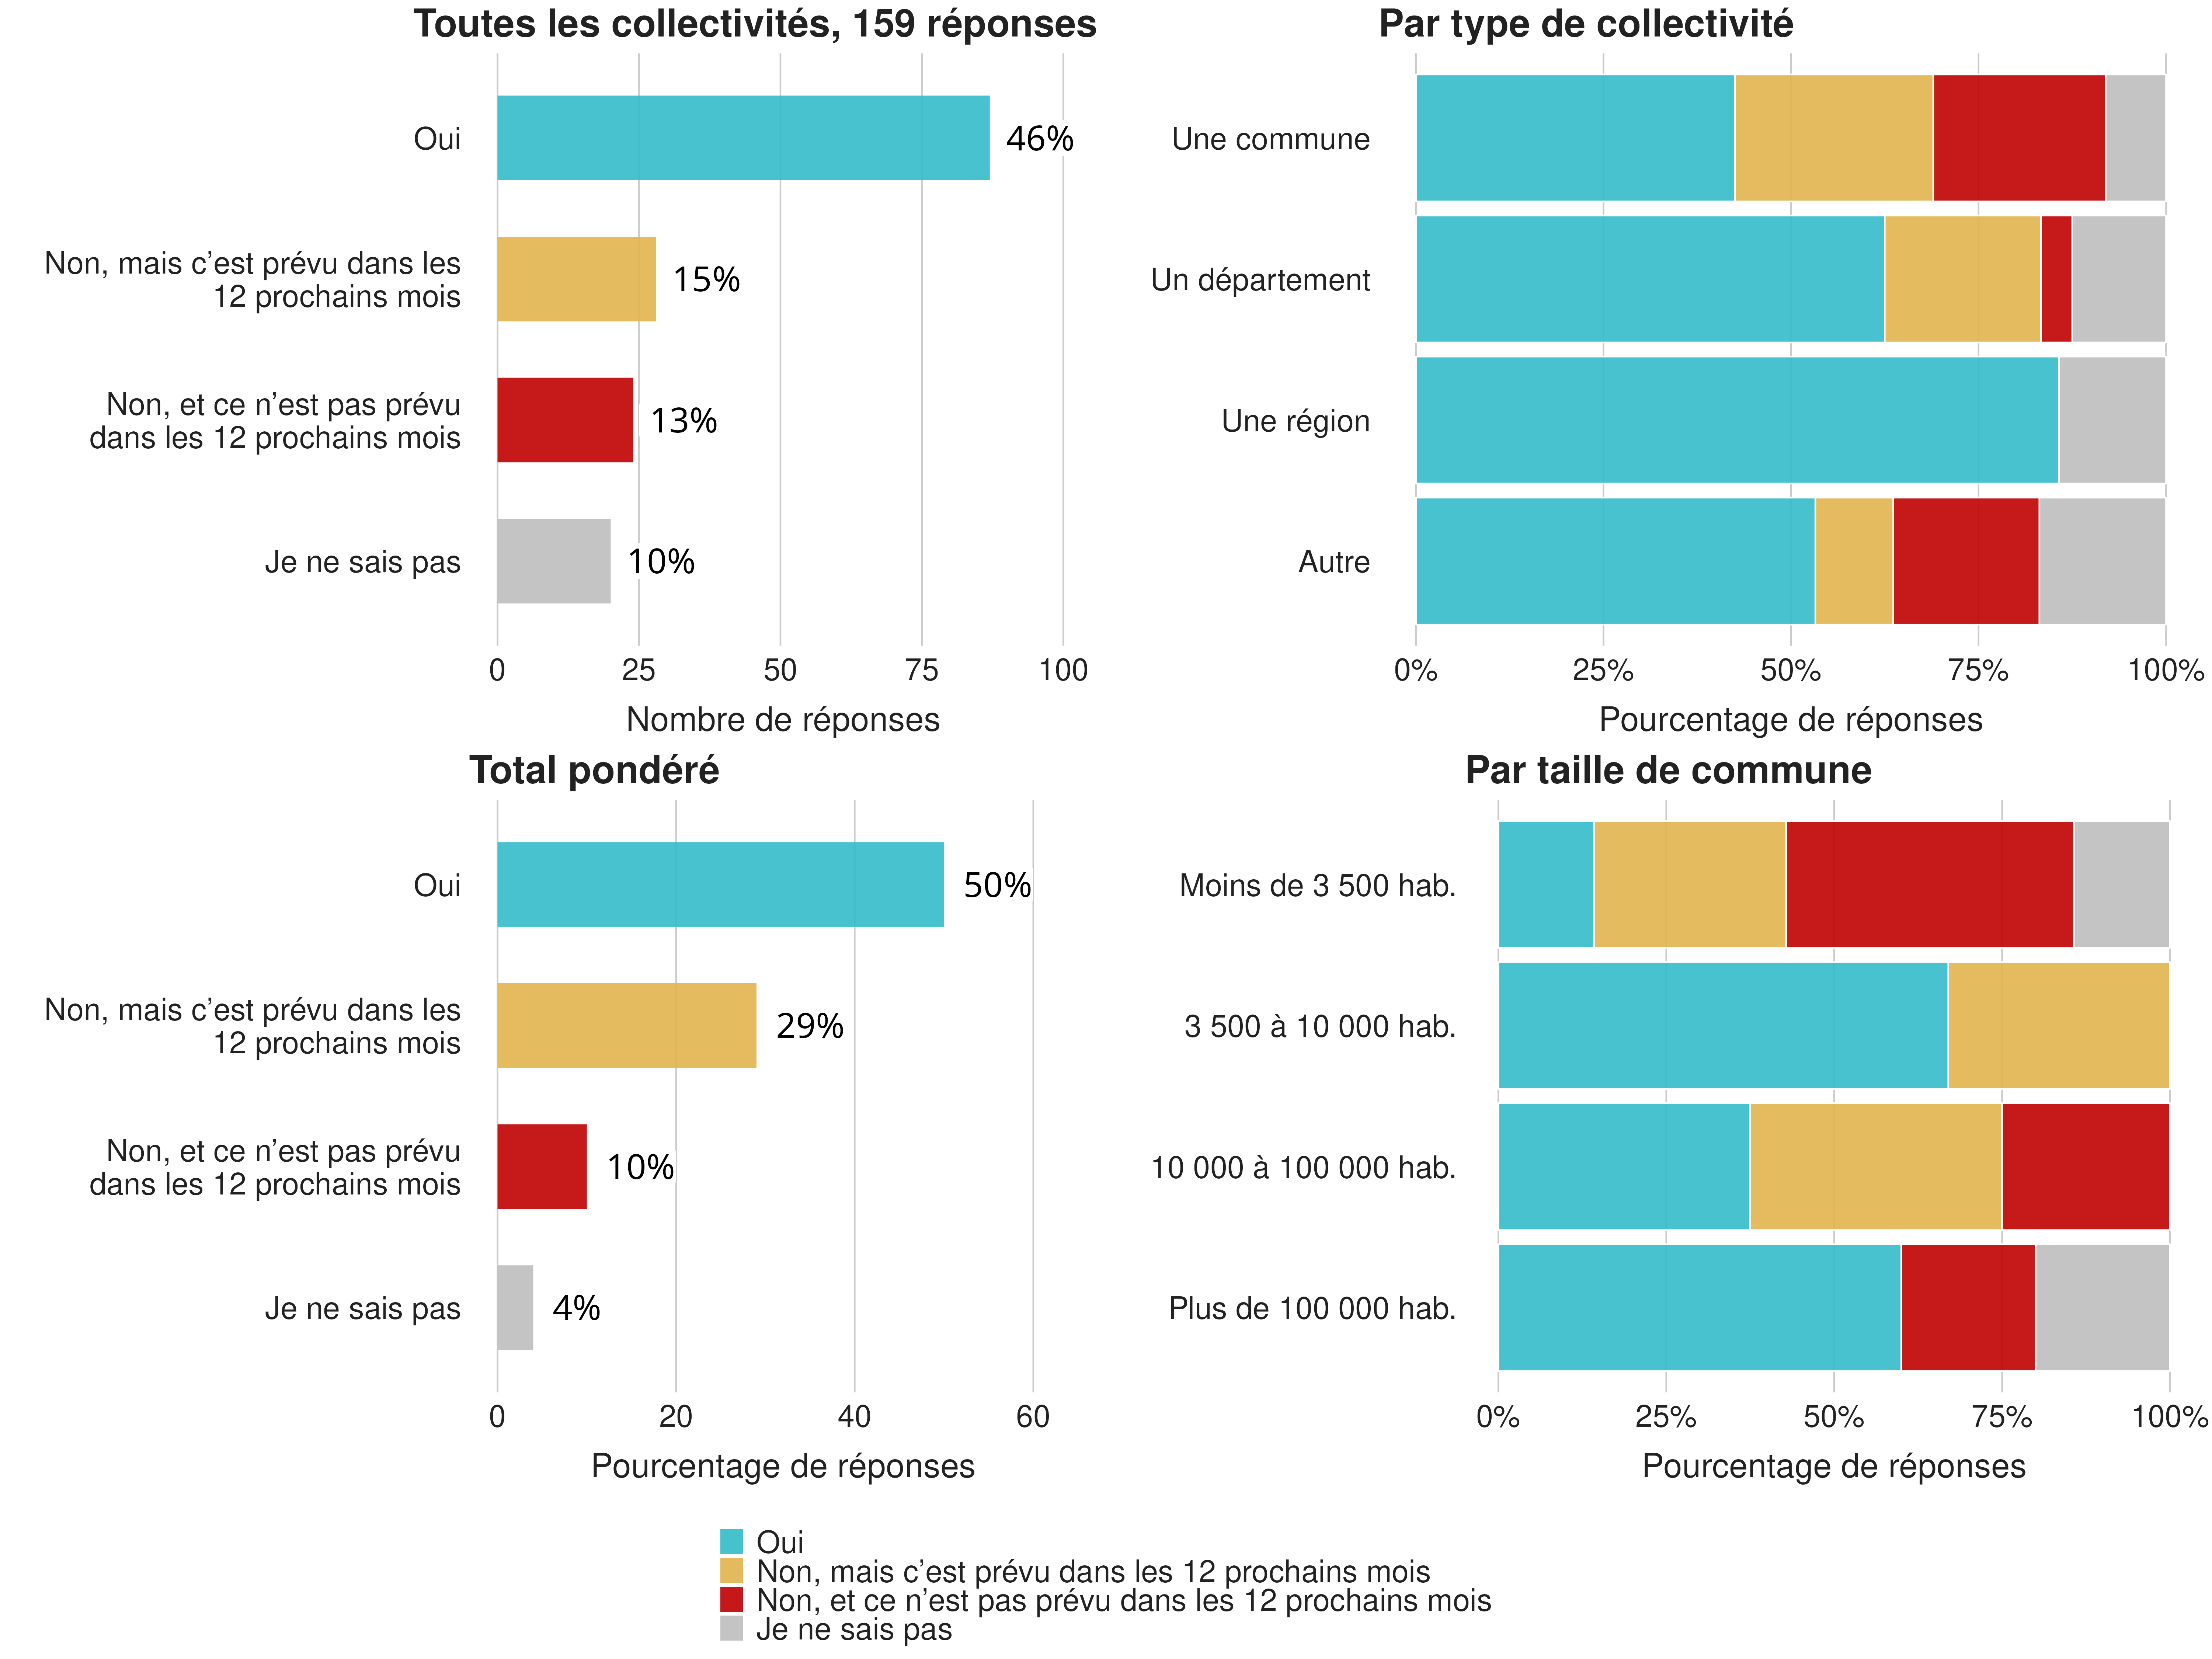 Toutes les collectivités, 159 réponses
Oui
46%
Non, mais c’est prévu dans les
12 prochains mois
15%
Non, et ce n’est pas prévu
dans les 12 prochains mois
13%
Je ne sais pas
10%
0 25 50 75 100
Nombre de réponses
Par type de collectivité
Une commune
Un département
Une région
Autre
0% 25% 50% 75% 100%
Pourcentage de réponses
Total pondéré
Oui
50%
Non, mais c’est prévu dans les
12 prochains mois
29%
Non, et ce n’est pas prévu
dans les 12 prochains mois
10%
Je ne sais pas
4%
0 20 40 60
Pourcentage de réponses
Par taille de commune
Moins de 3 500 hab.
3 500 à 10 000 hab.
10 000 à 100 000 hab.
Plus de 100 000 hab.
0% 25% 50% 75% 100%
Pourcentage de réponses
Oui
Non, mais c’est prévu dans les 12 prochains mois
Non, et ce n’est pas prévu dans les 12 prochains mois
Je ne sais pas